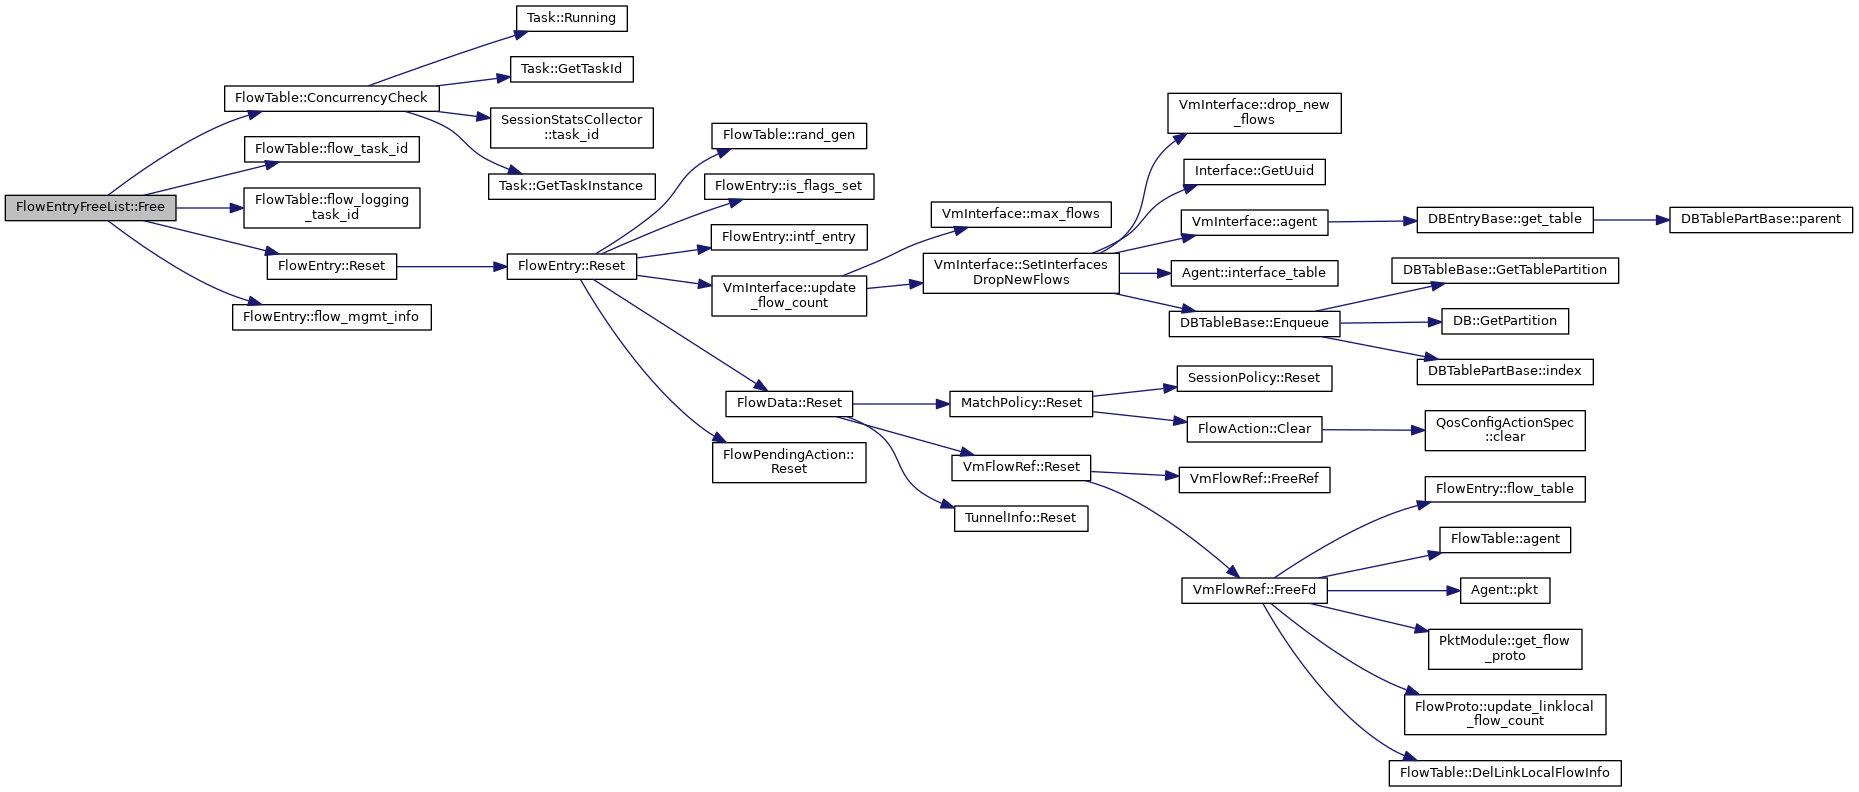 FlowEntryFreeList::Free
FlowTable::ConcurrencyCheck
FlowTable::flow_task_id
FlowTable::flow_logging
_task_id
FlowEntry::Reset
FlowEntry::flow_mgmt_info
Task::Running
Task::GetTaskId
SessionStatsCollector
::task_id
Task::GetTaskInstance
FlowEntry::Reset
FlowTable::rand_gen
FlowEntry::is_flags_set
FlowEntry::intf_entry
VmInterface::update
_flow_count
FlowData::Reset
FlowPendingAction::
Reset
VmInterface::max_flows
VmInterface::SetInterfaces
DropNewFlows
MatchPolicy::Reset
VmFlowRef::Reset
TunnelInfo::Reset
VmInterface::drop_new
_flows
Interface::GetUuid
VmInterface::agent
Agent::interface_table
DBTableBase::Enqueue
SessionPolicy::Reset
FlowAction::Clear
VmFlowRef::FreeRef
VmFlowRef::FreeFd
DBEntryBase::get_table
DBTableBase::GetTablePartition
DB::GetPartition
DBTablePartBase::index
QosConfigActionSpec
::clear
FlowEntry::flow_table
FlowTable::agent
Agent::pkt
PktModule::get_flow
_proto
FlowProto::update_linklocal
_flow_count
FlowTable::DelLinkLocalFlowInfo
DBTablePartBase::parent